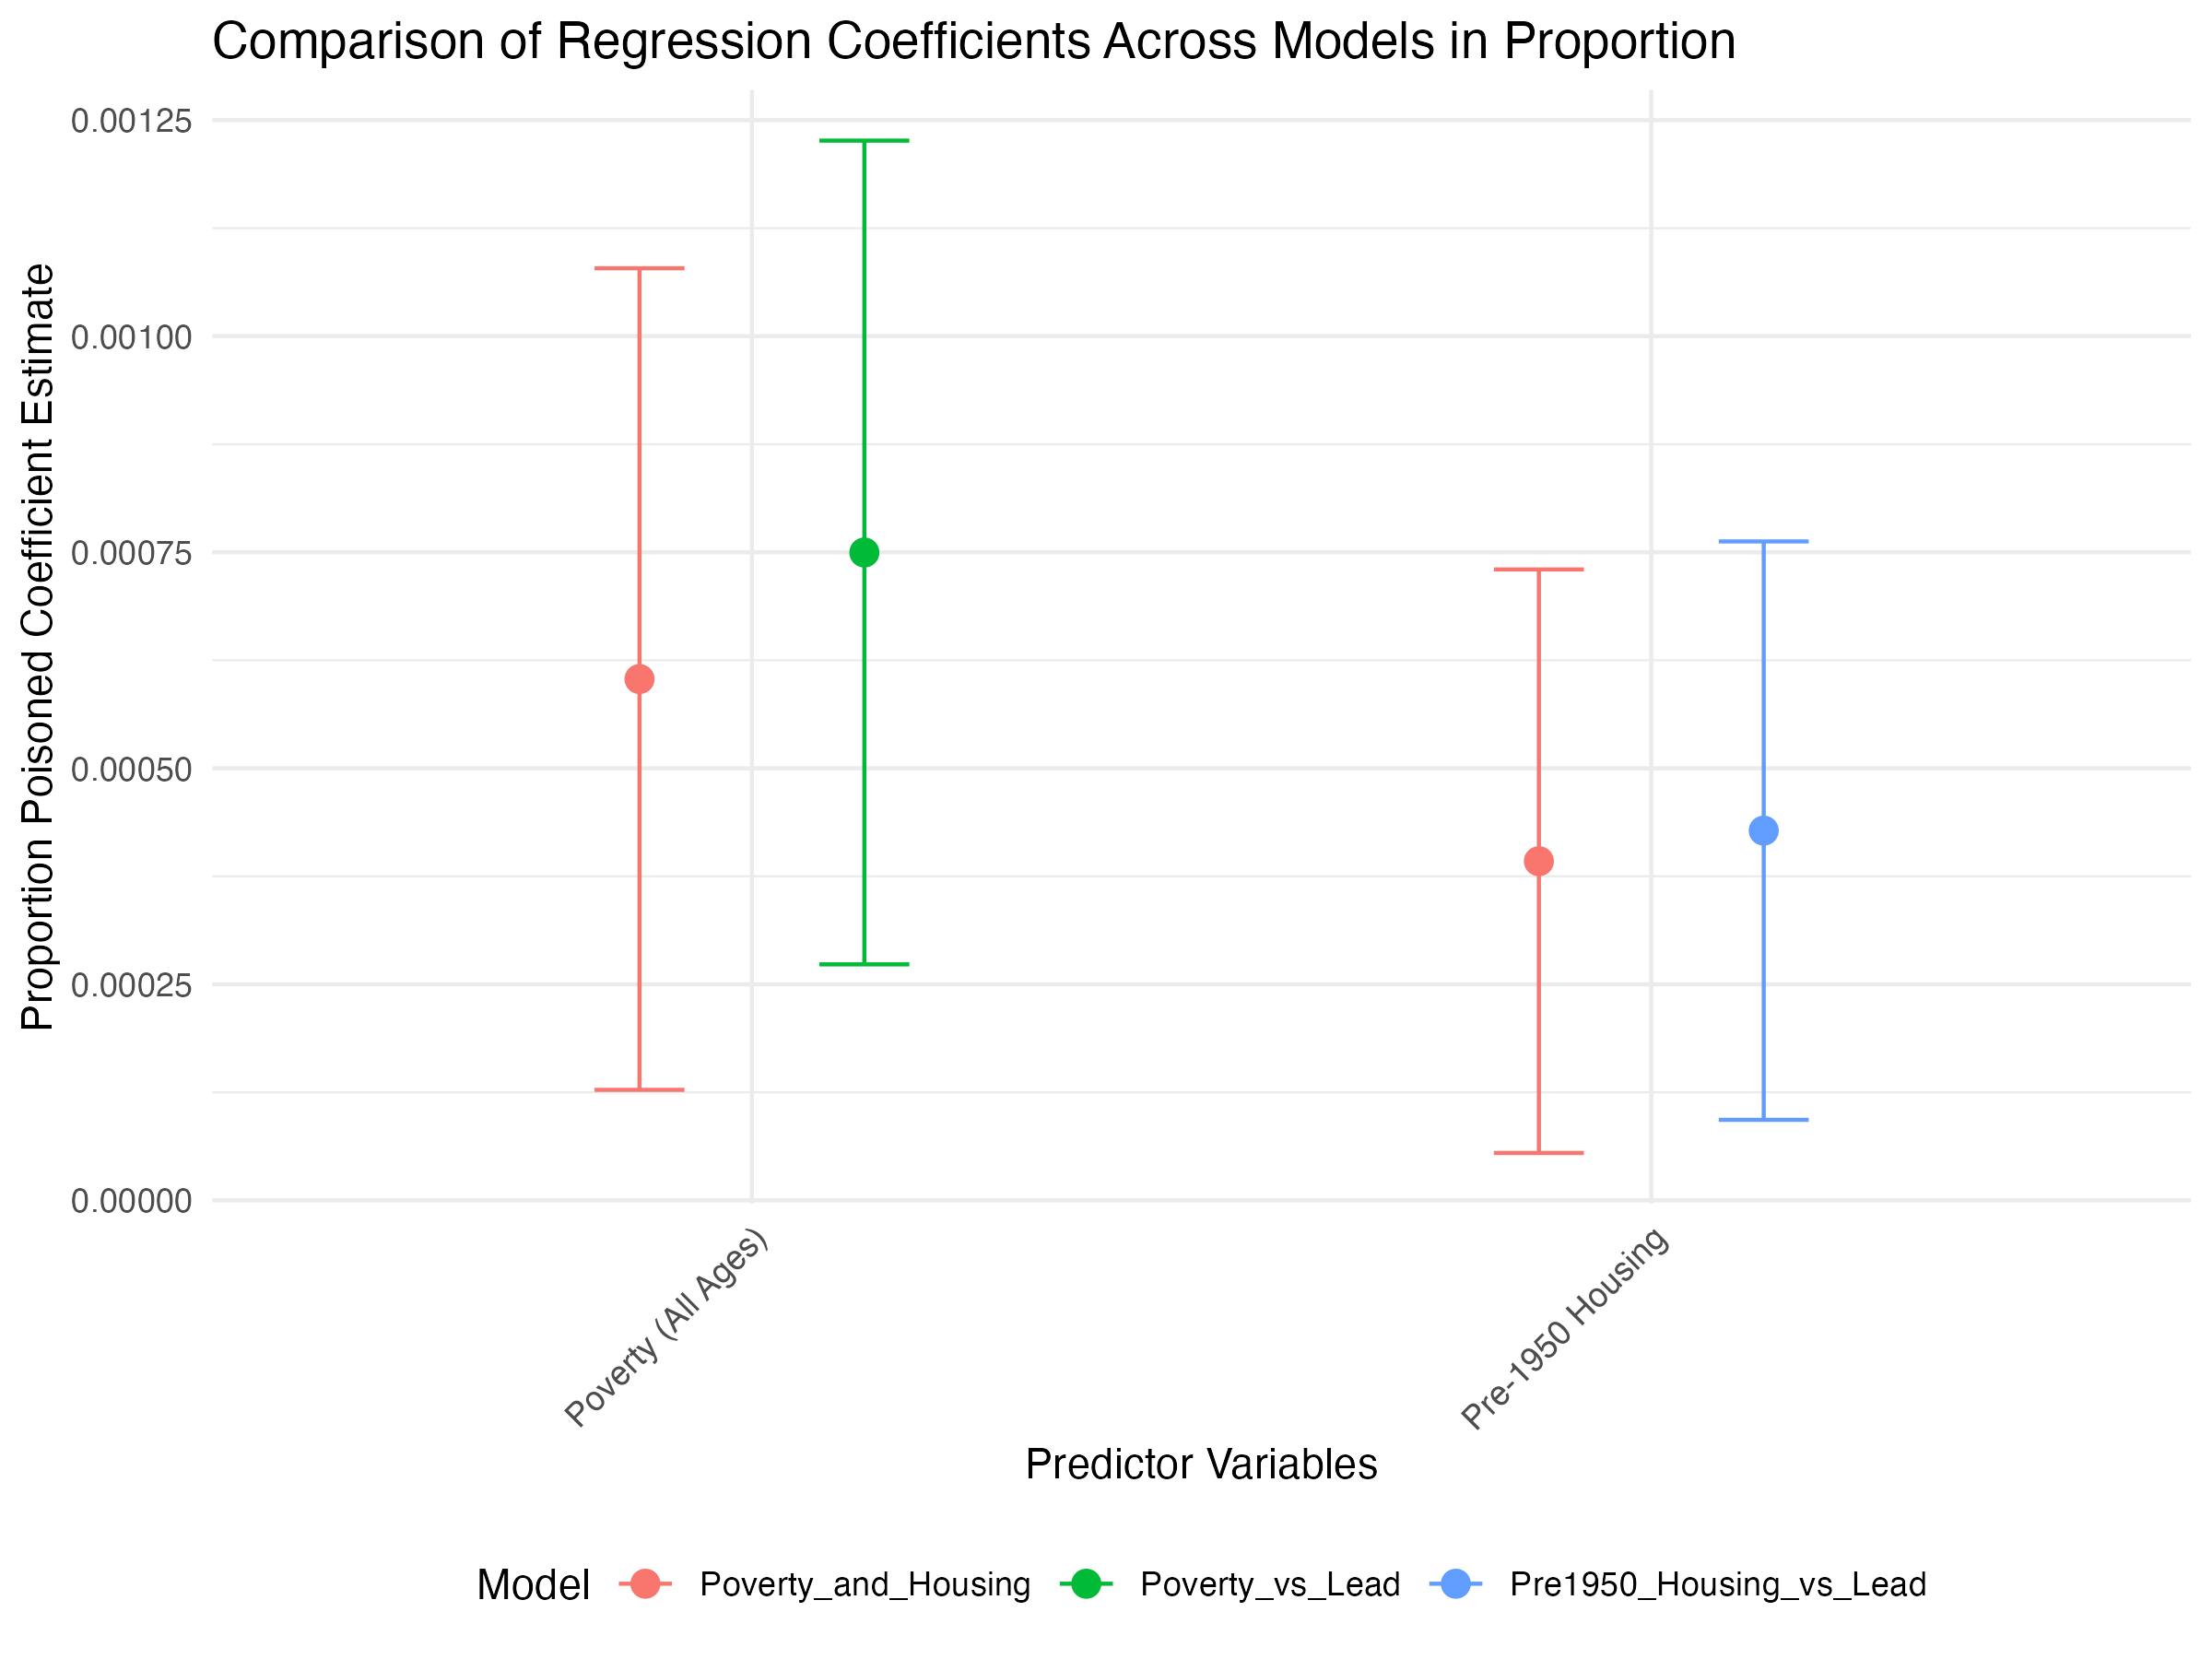 Comparison of Regression Coefficients Across Models in Proportion
Proportion Poisoned Coefficient Estimate
0.00125
0.00100
0.00075
0.00050
0.00025
0.00000
Poverty (All Ages)
Pre-1950 Housing
Predictor Variables
Model Poverty_and_Housing Poverty_vs_Lead Pre1950_Housing_vs_Lead